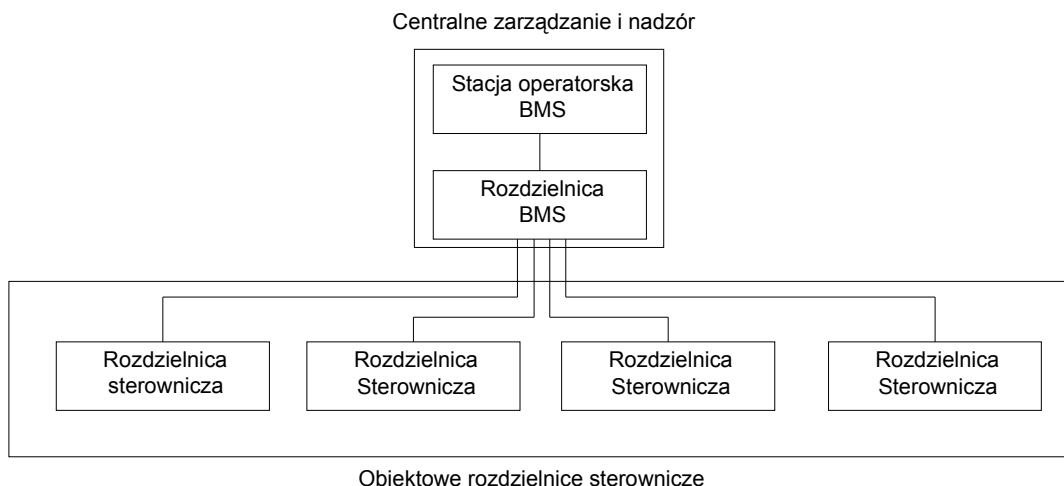 Centralne zarządzanie i nadzór
Stacja operatorska
BMS
Rozdzielnica
BMS
Rozdzielnica
sterownicza
Rozdzielnica
Sterownicza
Rozdzielnica
Sterownicza
Rozdzielnica
Sterownicza
Obiektowe rozdzielnice sterownicze